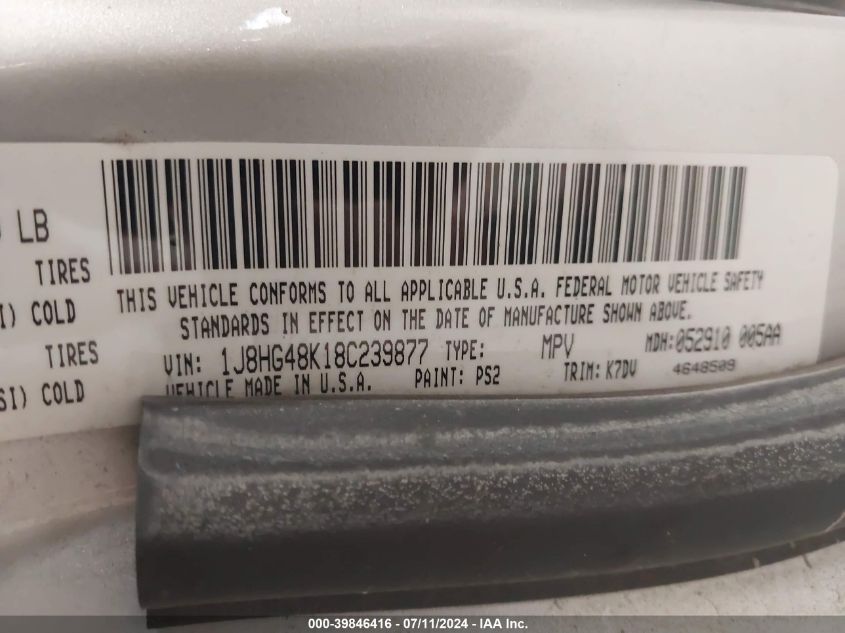 LB
TIRES
I) COLD
TIRES
SI) COLD
THIS VEHICLE CONFORMS TO ALL APPLICABLE U.S.A. FEDERAL MOTOR VEHICLE SAFETY
STANDARDS IN EFFECT ON THE DATE OF MANUFACTURE SHOWN ABOVE.
VIN: 1J8HG48K18C239877 TYPE: MPV MDH:052910 005AA
VEHICLE MADE IN U.S.A. PAINT: PS2 TRIM: K7DV 4648509
000-39846416 - 07/11/2024 - IAA Inc.